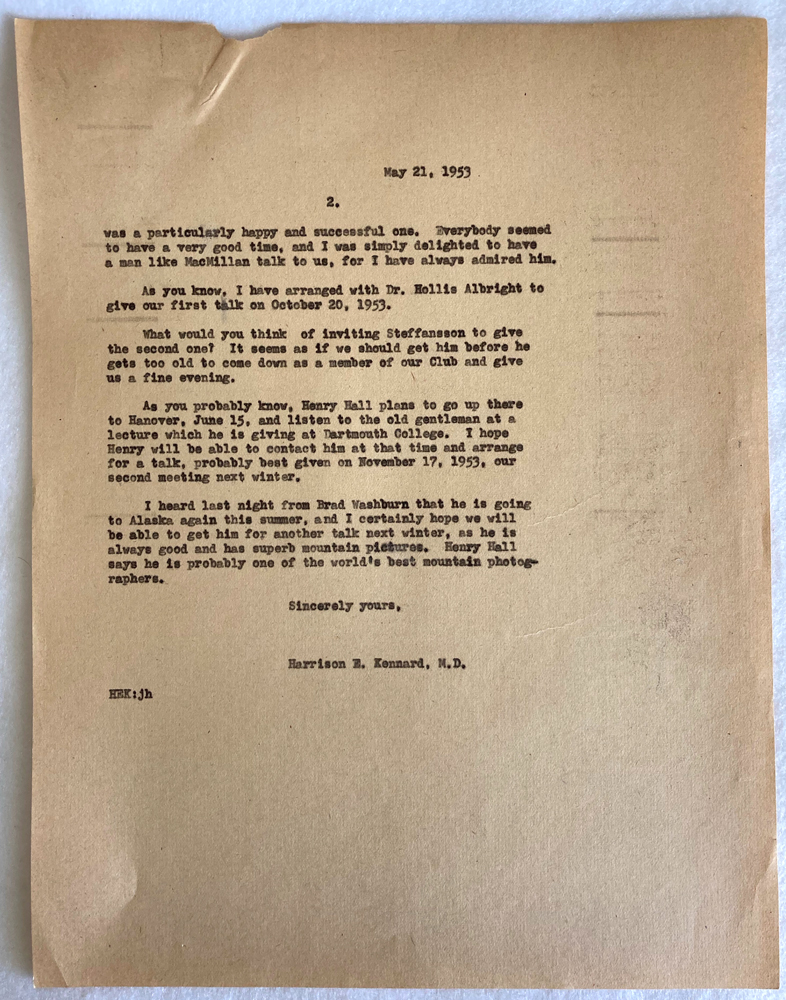 May 21, 1953
2.
was a particularly happy and successful one. Everybody seemed
to have a very good time, and I was simply delighted to have
a man like MacMillan talk to us, for I have always admired him.
As you know, I have arranged with Dr. Hollis Albright to
give our first talk on October 20, 1953.
What would you think of inviting Steffansson to give
the second one? It seems as if we should get him before he
gets too old to come down as a member of our Club and give
us a fine evening.
As you probably know, Henry Hall plans to go up there
to Hanover, June 15, and listen to the old gentleman at a
lecture which he is giving at Dartmouth College. I hope
Henry will be able to contact him at that time and arrange
for a talk, probably best given on November 17, 1953, our
second meeting next winter.
I heard last night from Brad Washburn that he is going
to Alaska again this summer, and I certainly hope we will
be able to get him for another talk next winter, as he is
always good and has superb mountain pictures. Henry Hall
says he is probably one of the world's best mountain photog-
raphers.
Sincerely yours,
Harrison E. Kennard, M.D.
HEK:jh